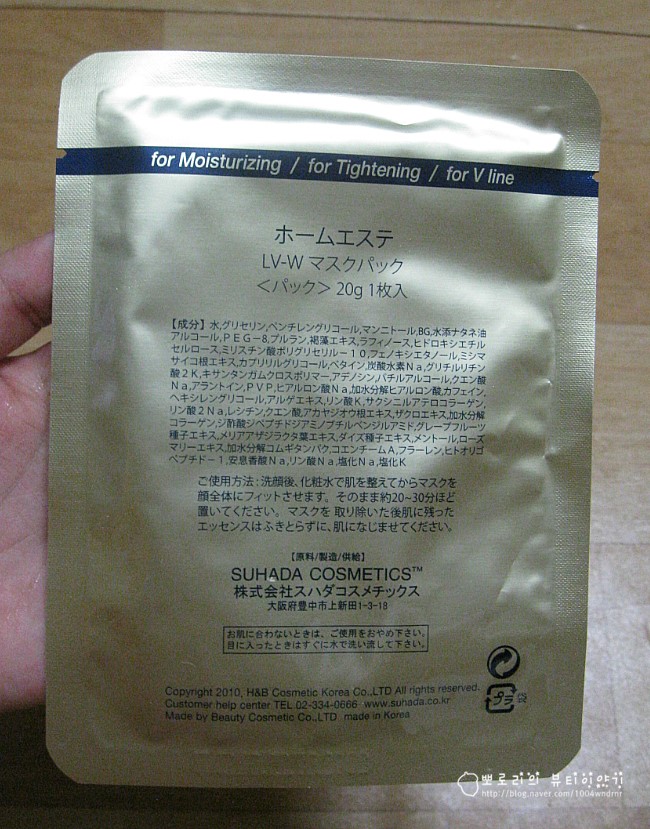 for Moisturizing / for Tightening / for V line
ホームエステ
LV-W マスクパック
＜パック＞ 20g 1枚入
【成分】水,グリセリン,ペンチレングリコール,マンニトール,BG,水添ナタネ油
アルコール,ＰＥＧ－8,プルラン,褐藻エキス,ラフィノース,ヒドロキシエチル
セルロース,ミリスチン酸ポリグリセリル－１０,フェノキシエタノール,ミシマ
サイコ根エキス,カプリリルグリコール,ベタイン,炭酸水素Ｎａ,グリチルリチン
酸２Ｋ,キサンタンガムクロスポリマー,アデノシン,バチルアルコール,クエン酸
Ｎａ,アラントイン,ＰＶＰ,ヒアルロン酸Ｎａ,加水分解ヒアルロン酸,カフェイン,
ヘキシレングリコール,アルゲエキス,リン酸Ｋ,サクシニルアテロコラーゲン,
リン酸２Ｎａ,レシチン,クエン酸,アカヤジオウ根エキス,ザクロエキス,加水分解
コラーゲン,ジ酢酸ジペプチドジアミノブチルベンジルアミド,グレープフルーツ
種子エキス,メリアアザジラクタ葉エキス,ダイズ種子エキス,メントール,ローズ
マリーエキス,加水分解コムギタンパク,コエンチームＡ,フラーレン,ヒトオリゴ
ペプチド－１,安息香酸Ｎａ,リン酸Ｎａ,塩化Ｎａ,塩化Ｋ
ご使用方法：洗顔後、化粧水で肌を整えてからマスクを
顔全体にフィットさせます。そのまま約20~30分ほど
置いてください。マスクを 取り除いた後肌に残った
エッセンスはふきとらずに、肌になじませてください。
【原料/製造/供給】
SUHADA COSMETICS™
株式会社スハダコスメチックス
大阪府豊中市上新田1-3-18
お肌に合わないときは、ご使用をおやめ下さい。
目に入ったときはすぐに水で洗い流して下さい。
プラ
Copyright 2010, H&B Cosmetic Korea Co.,LTD All rights reserved.
Customer help center TEL 02-334-0666 www.suhada.co.kr
Made by Beauty Cosmetic Co.,LTD made in Korea
뽀로리의 뷰티이야기
http://blog.naver.com/1004wndmr